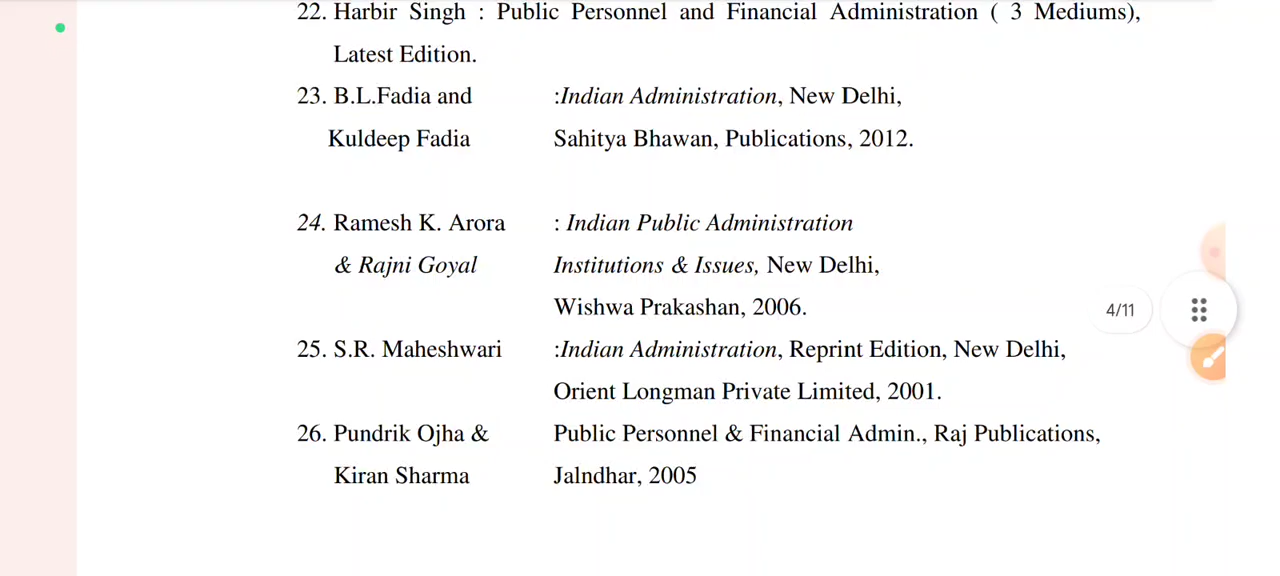 22. Harbir Singh : Public Personnel and Financial Administration ( 3 Mediums),
Latest Edition.
23. B.L.Fadia and :Indian Administration, New Delhi,
Kuldeep Fadia Sahitya Bhawan, Publications, 2012.
24. Ramesh K. Arora : Indian Public Administration
& Rajni Goyal Institutions & Issues, New Delhi,
Wishwa Prakashan, 2006.
4/11
25. S.R. Maheshwari :Indian Administration, Reprint Edition, New Delhi,
Orient Longman Private Limited, 2001.
26. Pundrik Ojha & Public Personnel & Financial Admin., Raj Publications,
Kiran Sharma Jalndhar, 2005